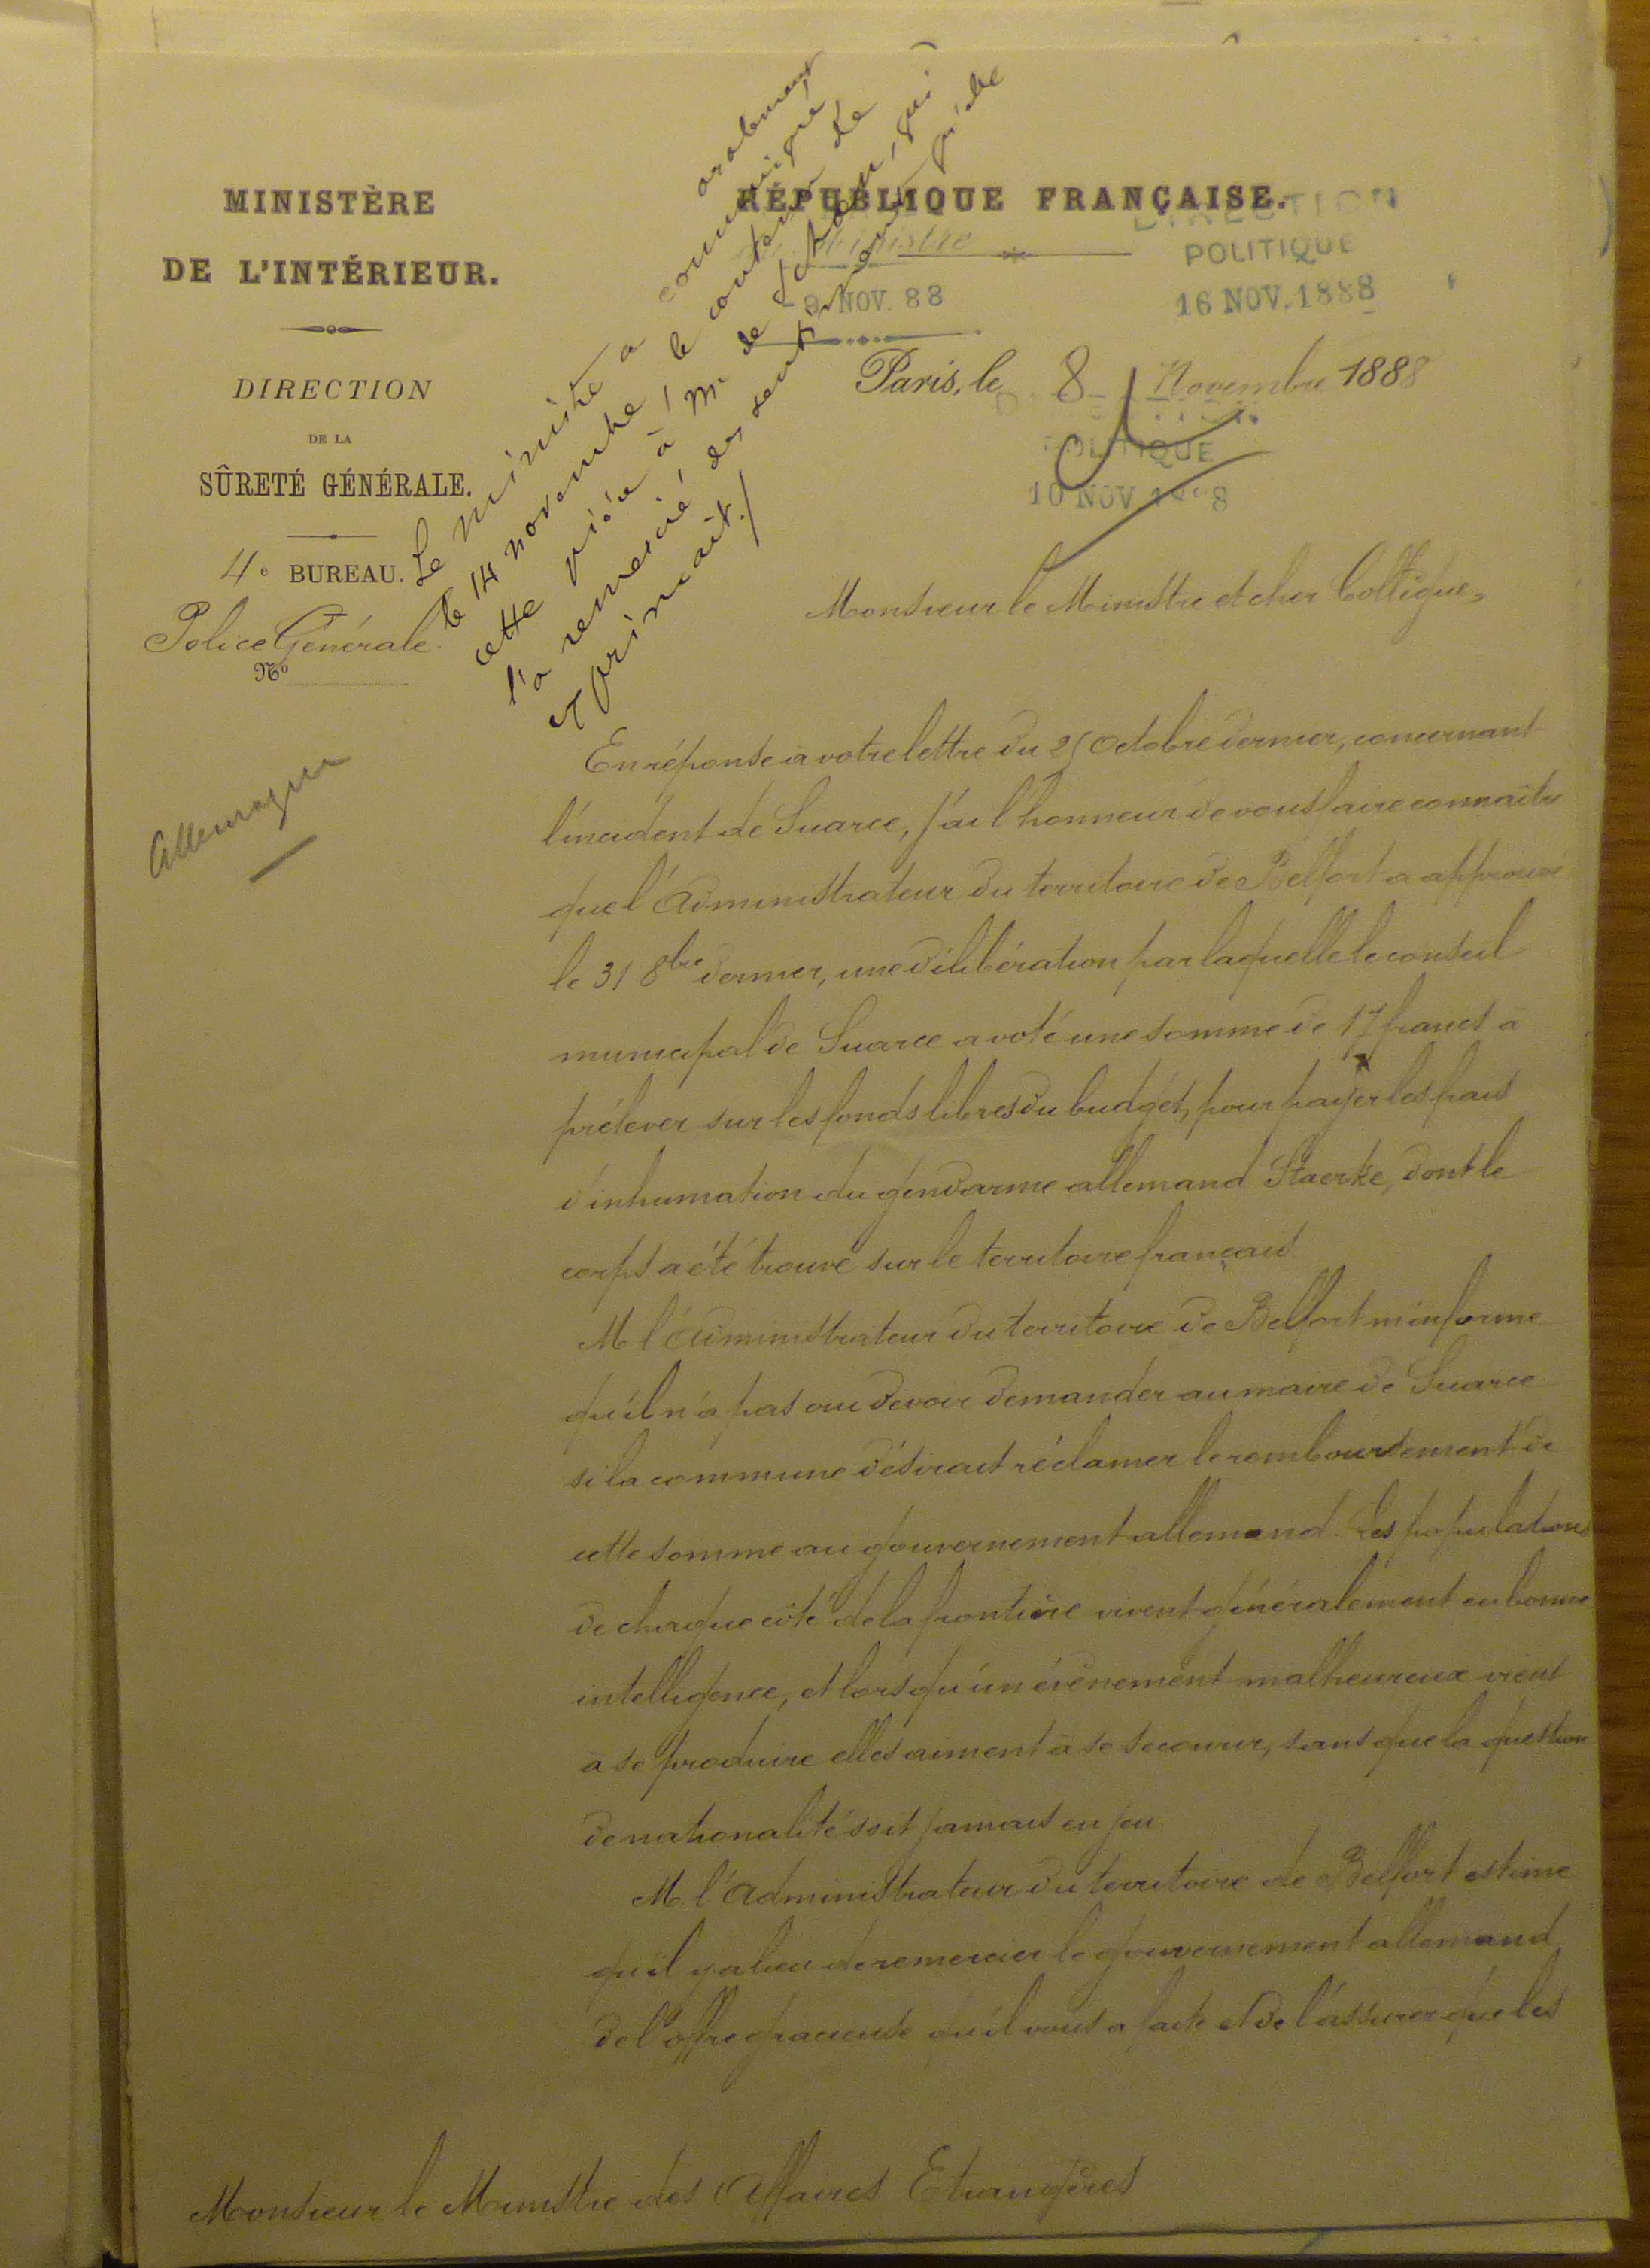 MINISTÈRE
DE L'INTÉRIEUR.
DIRECTION
DE LA
SÛRETÉ GÉNÉRALE.
4e BUREAU.
Police Générale
No
Allemagne
Le ministre a oralement
le 14 novembre, communiqué
cette pièce à M. de Schoen, qui
l'a remercié des sentiments qu'elle
exprimait./
RÉPUBLIQUE FRANÇAISE.
Ministre
9 NOV. 88
DIRECTION
POLITIQUE
16 NOV. 1888
Paris, le 8 Novembre 1888
POLITIQUE
10 NOV. 1888
Monsieur le Ministre et cher Collègue,
En réponse à votre lettre du 25 Octobre dernier, concernant
l'incident de Suarce, j'ai l'honneur de vous faire connaître
que l'Administrateur du territoire de Belfort a approuvé
le 31 8bre dernier, une délibération par laquelle le conseil
municipal de Suarce a voté une somme de 17 francs à
prélever sur les fonds libres du budget, pour payer les frais
d'inhumation du gendarme allemand Staerke, dont le
corps a été trouvé sur le territoire français
M l'Administrateur du territoire de Belfort m'informe
qu'il n'a pas cru devoir demander au maire de Suarce
si la commune désirait réclamer le remboursement de
cette somme au gouvernement allemand. Les populations
de chaque côté de la frontière vivent généralement en bonne
intelligence, et lorsqu'un évènement malheureux vient
à se produire elles aiment à se secourir, sans que la question
de nationalité soit jamais en jeu
M l'Administrateur du territoire de Belfort estime
qu'il y a lieu de remercier le gouvernement allemand
de l'offre gracieuse qu'il vous a faite et de l'assurer que les
Monsieur le Ministre des Affaires Etrangères